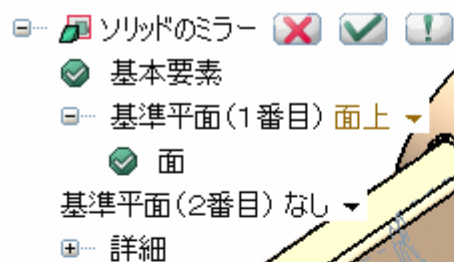 ソリッドのミラー
基本要素
基準平面(1番目) 面上
面
基準平面(2番目) なし
詳細